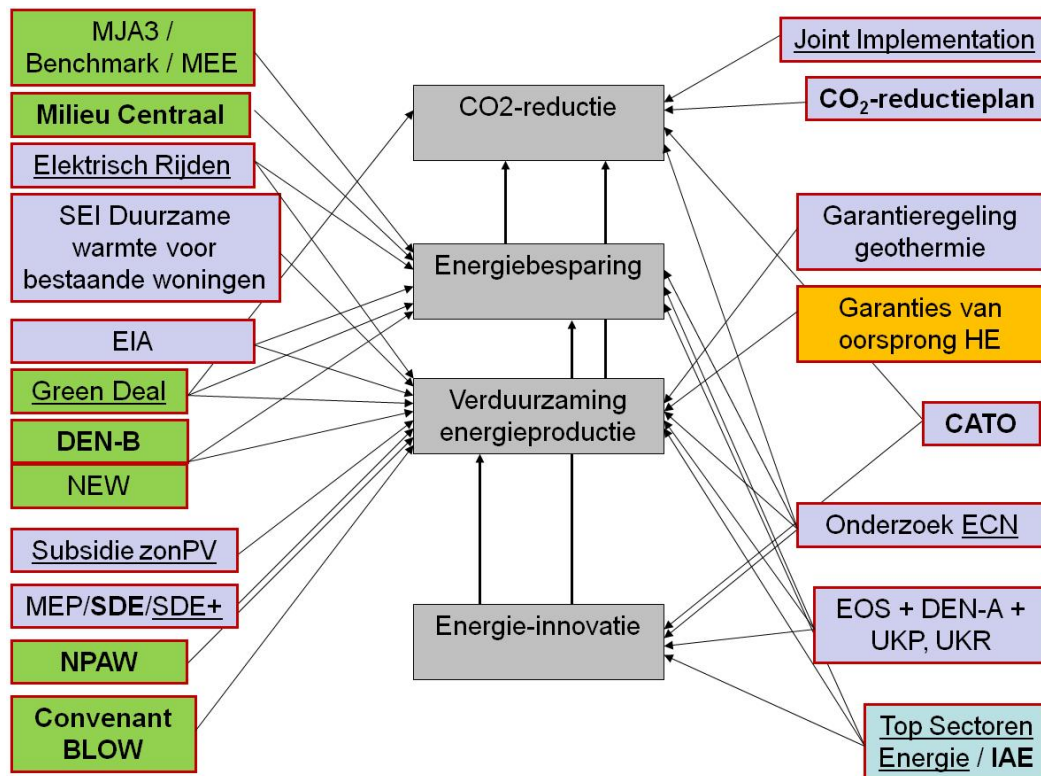 MJA3 /
Benchmark / MEE
Milieu Centraal
Elektrisch Rijden
SEI Duurzame
warmte voor
bestaande woningen
EIA
Green Deal
DEN-B
NEW
Subsidie zonPV
MEP/SDE/SDE+
NPAW
Convenant
BLOW
CO2-reductie
Energiebesparing
Verduurzaming
energieproductie
Energie-innovatie
Joint Implementation
CO₂-reductieplan
Garantieregeling
geothermie
Garanties van
oorsprong HE
CATO
Onderzoek ECN
EOS + DEN-A +
UKP, UKR
Top Sectoren
Energie / IAE